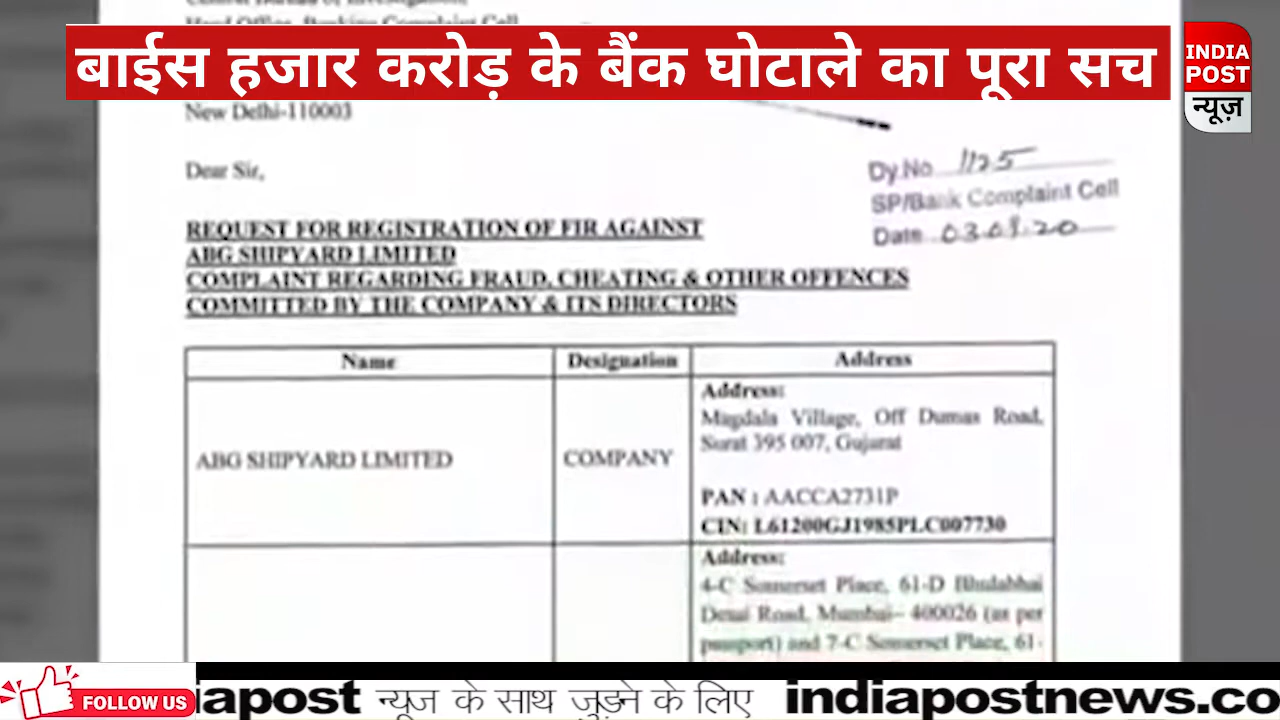 बाईस हजार करोड़ के बैंक घोटाले का पूरा सच
INDIA
POST
न्यूज़
New Delhi-110003
Dear Sir,
Dy.No 1125
SP/Bank Complaint Cell
Date
REQUEST FOR REGISTRATION OF FIR AGAINST
ABG SHIPYARD LIMITED
COMPLAINT REGARDING FRAUD, CHEATING & OTHER OFFENCES
COMMITTED BY THE COMPANY & ITS DIRECTORS
Name Designation Address
ABG SHIPYARD LIMITED
COMPANY
Address:
Magdala Village, Off Dumas Road,
Surat 395 007, Gujarat
PAN : AACCA2731P
CIN: L61200GJ1985PLC007730
Address:
4-C Somerset Place, 61-D Bhulabhai
Desai Road, Mumbai– 400026 (as per
passport) and 7-C Somerset Place, 61-
FOLLOW US
iapost न्यूज के साथ जुड़ने के लिए indiapostnews.co